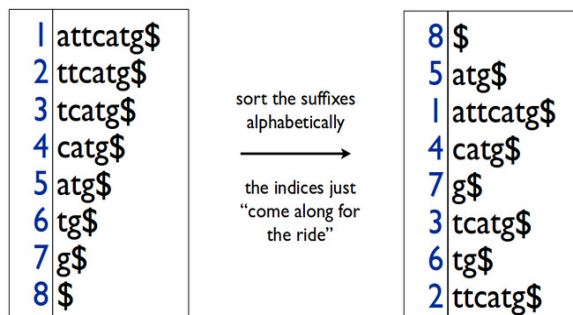 1 attcatg$
2 ttcatg$
3 tcatg$
4 catg$
5 atg$
6 tg$
7 g$
8 $
sort the suffixes
alphabetically
the indices just
“come along for
the ride”
8 $
5 atg$
1 attcatg$
4 catg$
7 g$
3 tcatg$
6 tg$
2 ttcatg$